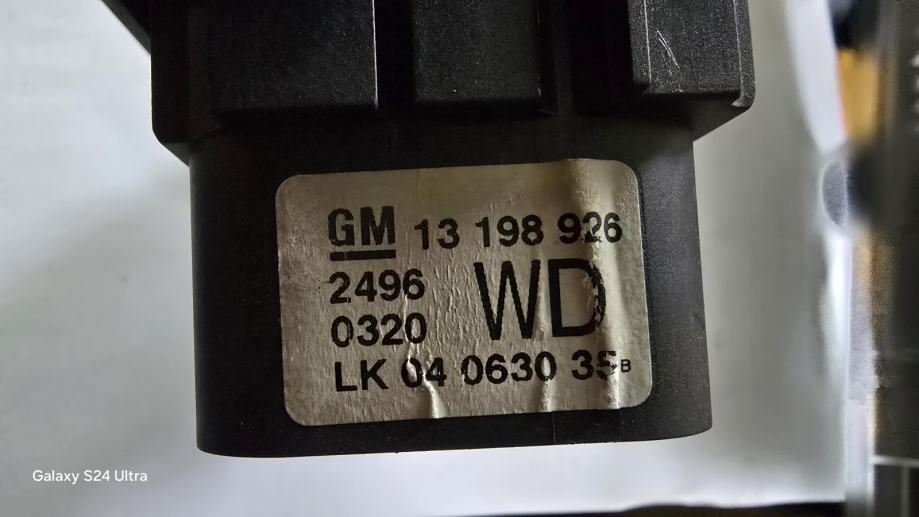 GM 13 198 926
2496 WD
0320
LK 04 0630 35B
Galaxy S24 Ultra